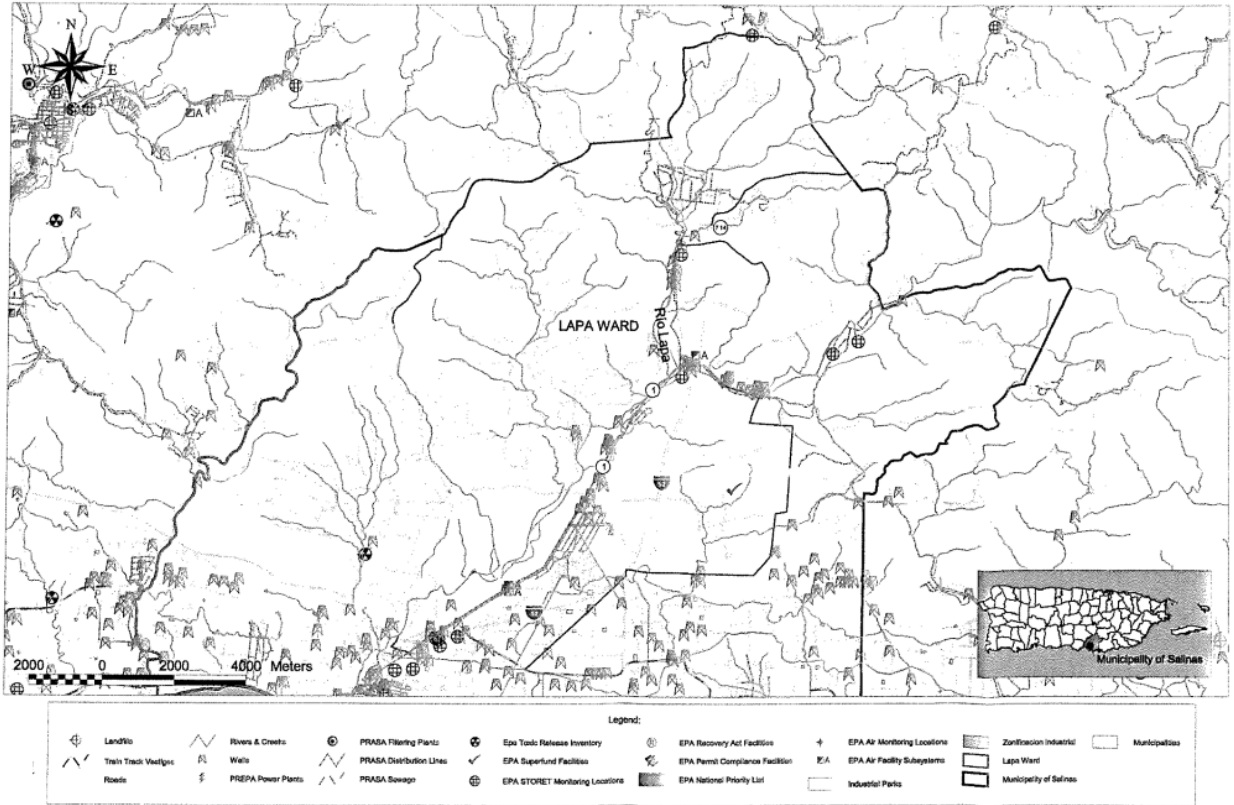 N
W E
S
A
A
714
LAPA WARD
Rio Lapa
A
1
1
A
52
A
52
2000 0 2000 4000 Meters
Municipality of Salinas
Legend:
Landfills
Rivers & Creeks
PRASA Filtering Plants
Epa Toxic Release Inventory
EPA Recovery Act Facilities
EPA Air Monitoring Locations
Zonificacion Industrial
Municipalities
Train Track Vestiges
Wells
PRASA Distribution Lines
EPA Superfund Facilities
EPA Permit Compliance Facilities
A EPA Air Facility Subsystems
Lapa Ward
Roads
PREPA Power Plants
PRASA Sewage
EPA STORET Monitoring Locations
EPA National Priority List
Industrial Parks
Municipality of Salinas